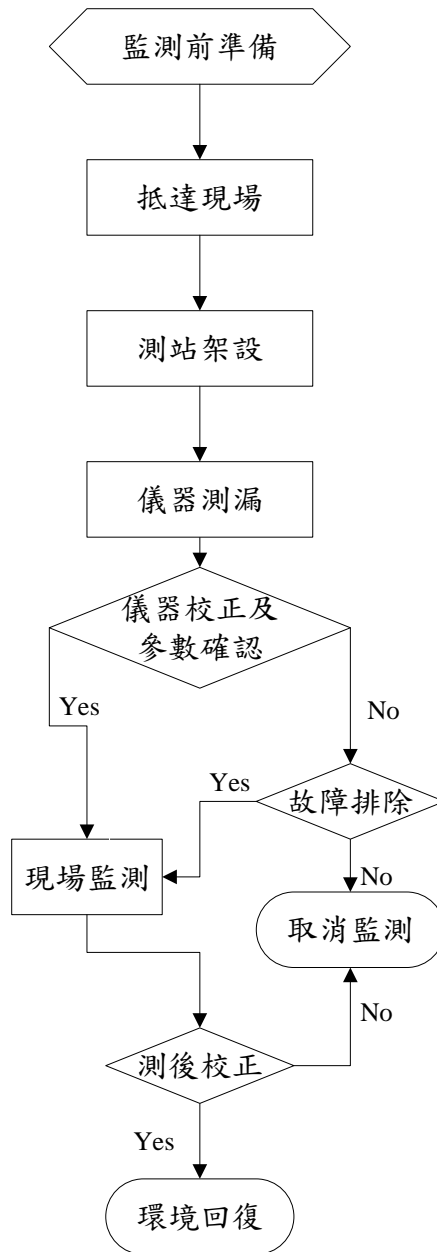 監測前準備
抵達現場
測站架設
儀器測漏
儀器校正及
參數確認
Yes
No
Yes
故障排除
現場監測
No
取消監測
No
測後校正
Yes
環境回復